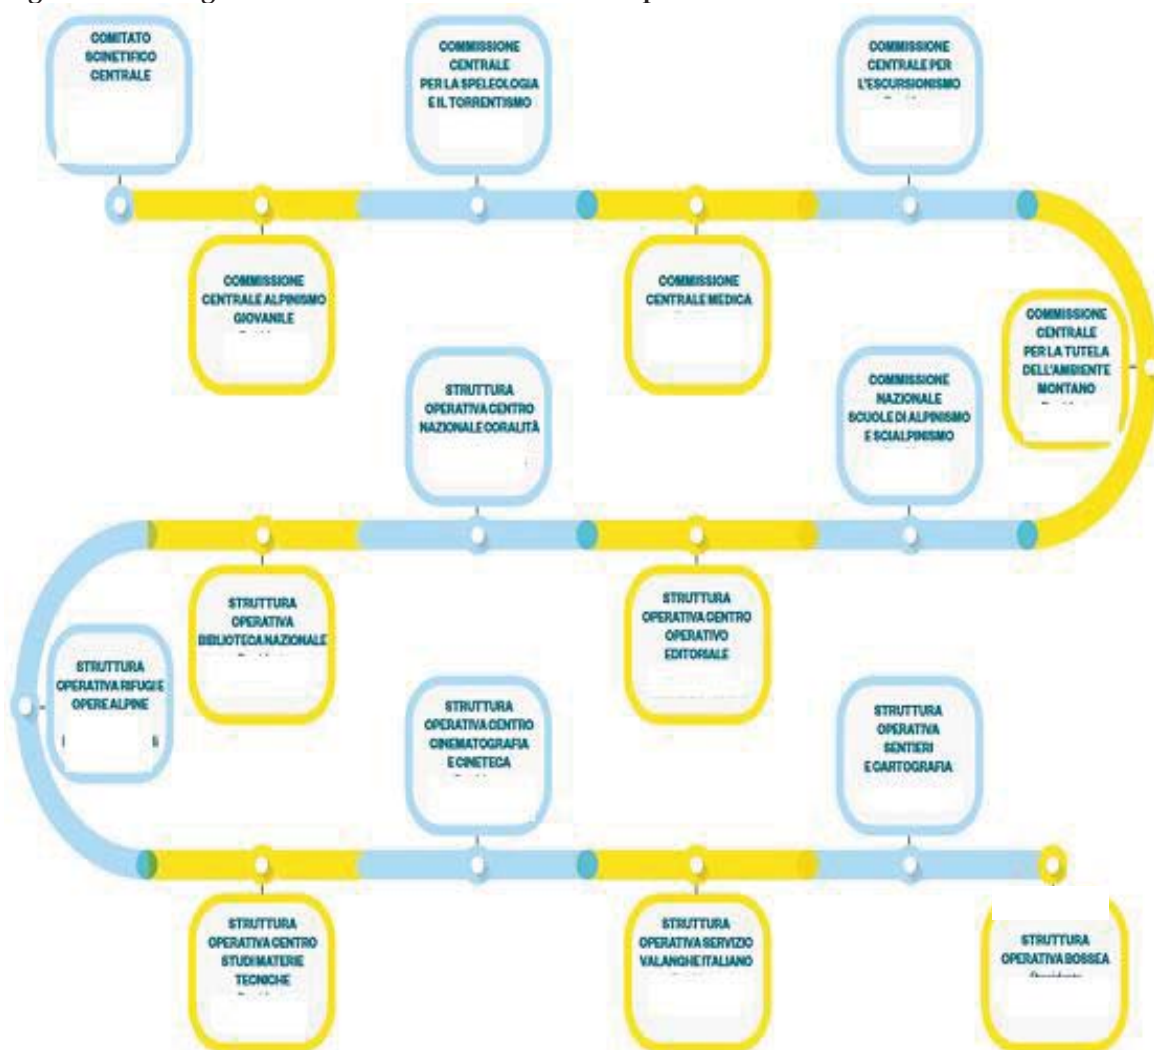 COMITATO
SCINETIFICO
CENTRALE
COMMISSIONE
CENTRALE
PER LA SPELEOLOGIA
E IL TORRENTISMO
COMMISSIONE
CENTRALE PER
L'ESCURSIONISMO
COMMISSIONE
CENTRALE ALPINISMO
GIOVANILE
COMMISSIONE
CENTRALE MEDICA
COMMISSIONE
CENTRALE
PER LA TUTELA
DELL'AMBIENTE
MONTANO
STRUTTURA
OPERATIVA CENTRO
NAZIONALE CORALITÀ
COMMISSIONE
NAZIONALE
SCUOLE DI ALPINISMO
E SCIALPINISMO
STRUTTURA
OPERATIVA
BIBLIOTECA NAZIONALE
STRUTTURA
OPERATIVA CENTRO
OPERATIVO
EDITORIALE
STRUTTURA
OPERATIVA RIFUGI E
OPERE ALPINE
STRUTTURA
OPERATIVA CENTRO
CINEMATOGRAFIA
E CINETECA
STRUTTURA
OPERATIVA
SENTIERI
E CARTOGRAFIA
STRUTTURA
OPERATIVA CENTRO
STUDI MATERIE
TECNICHE
STRUTTURA
OPERATIVA SERVIZIO
VALANGHE ITALIANO
STRUTTURA
OPERATIVA BOSSEA